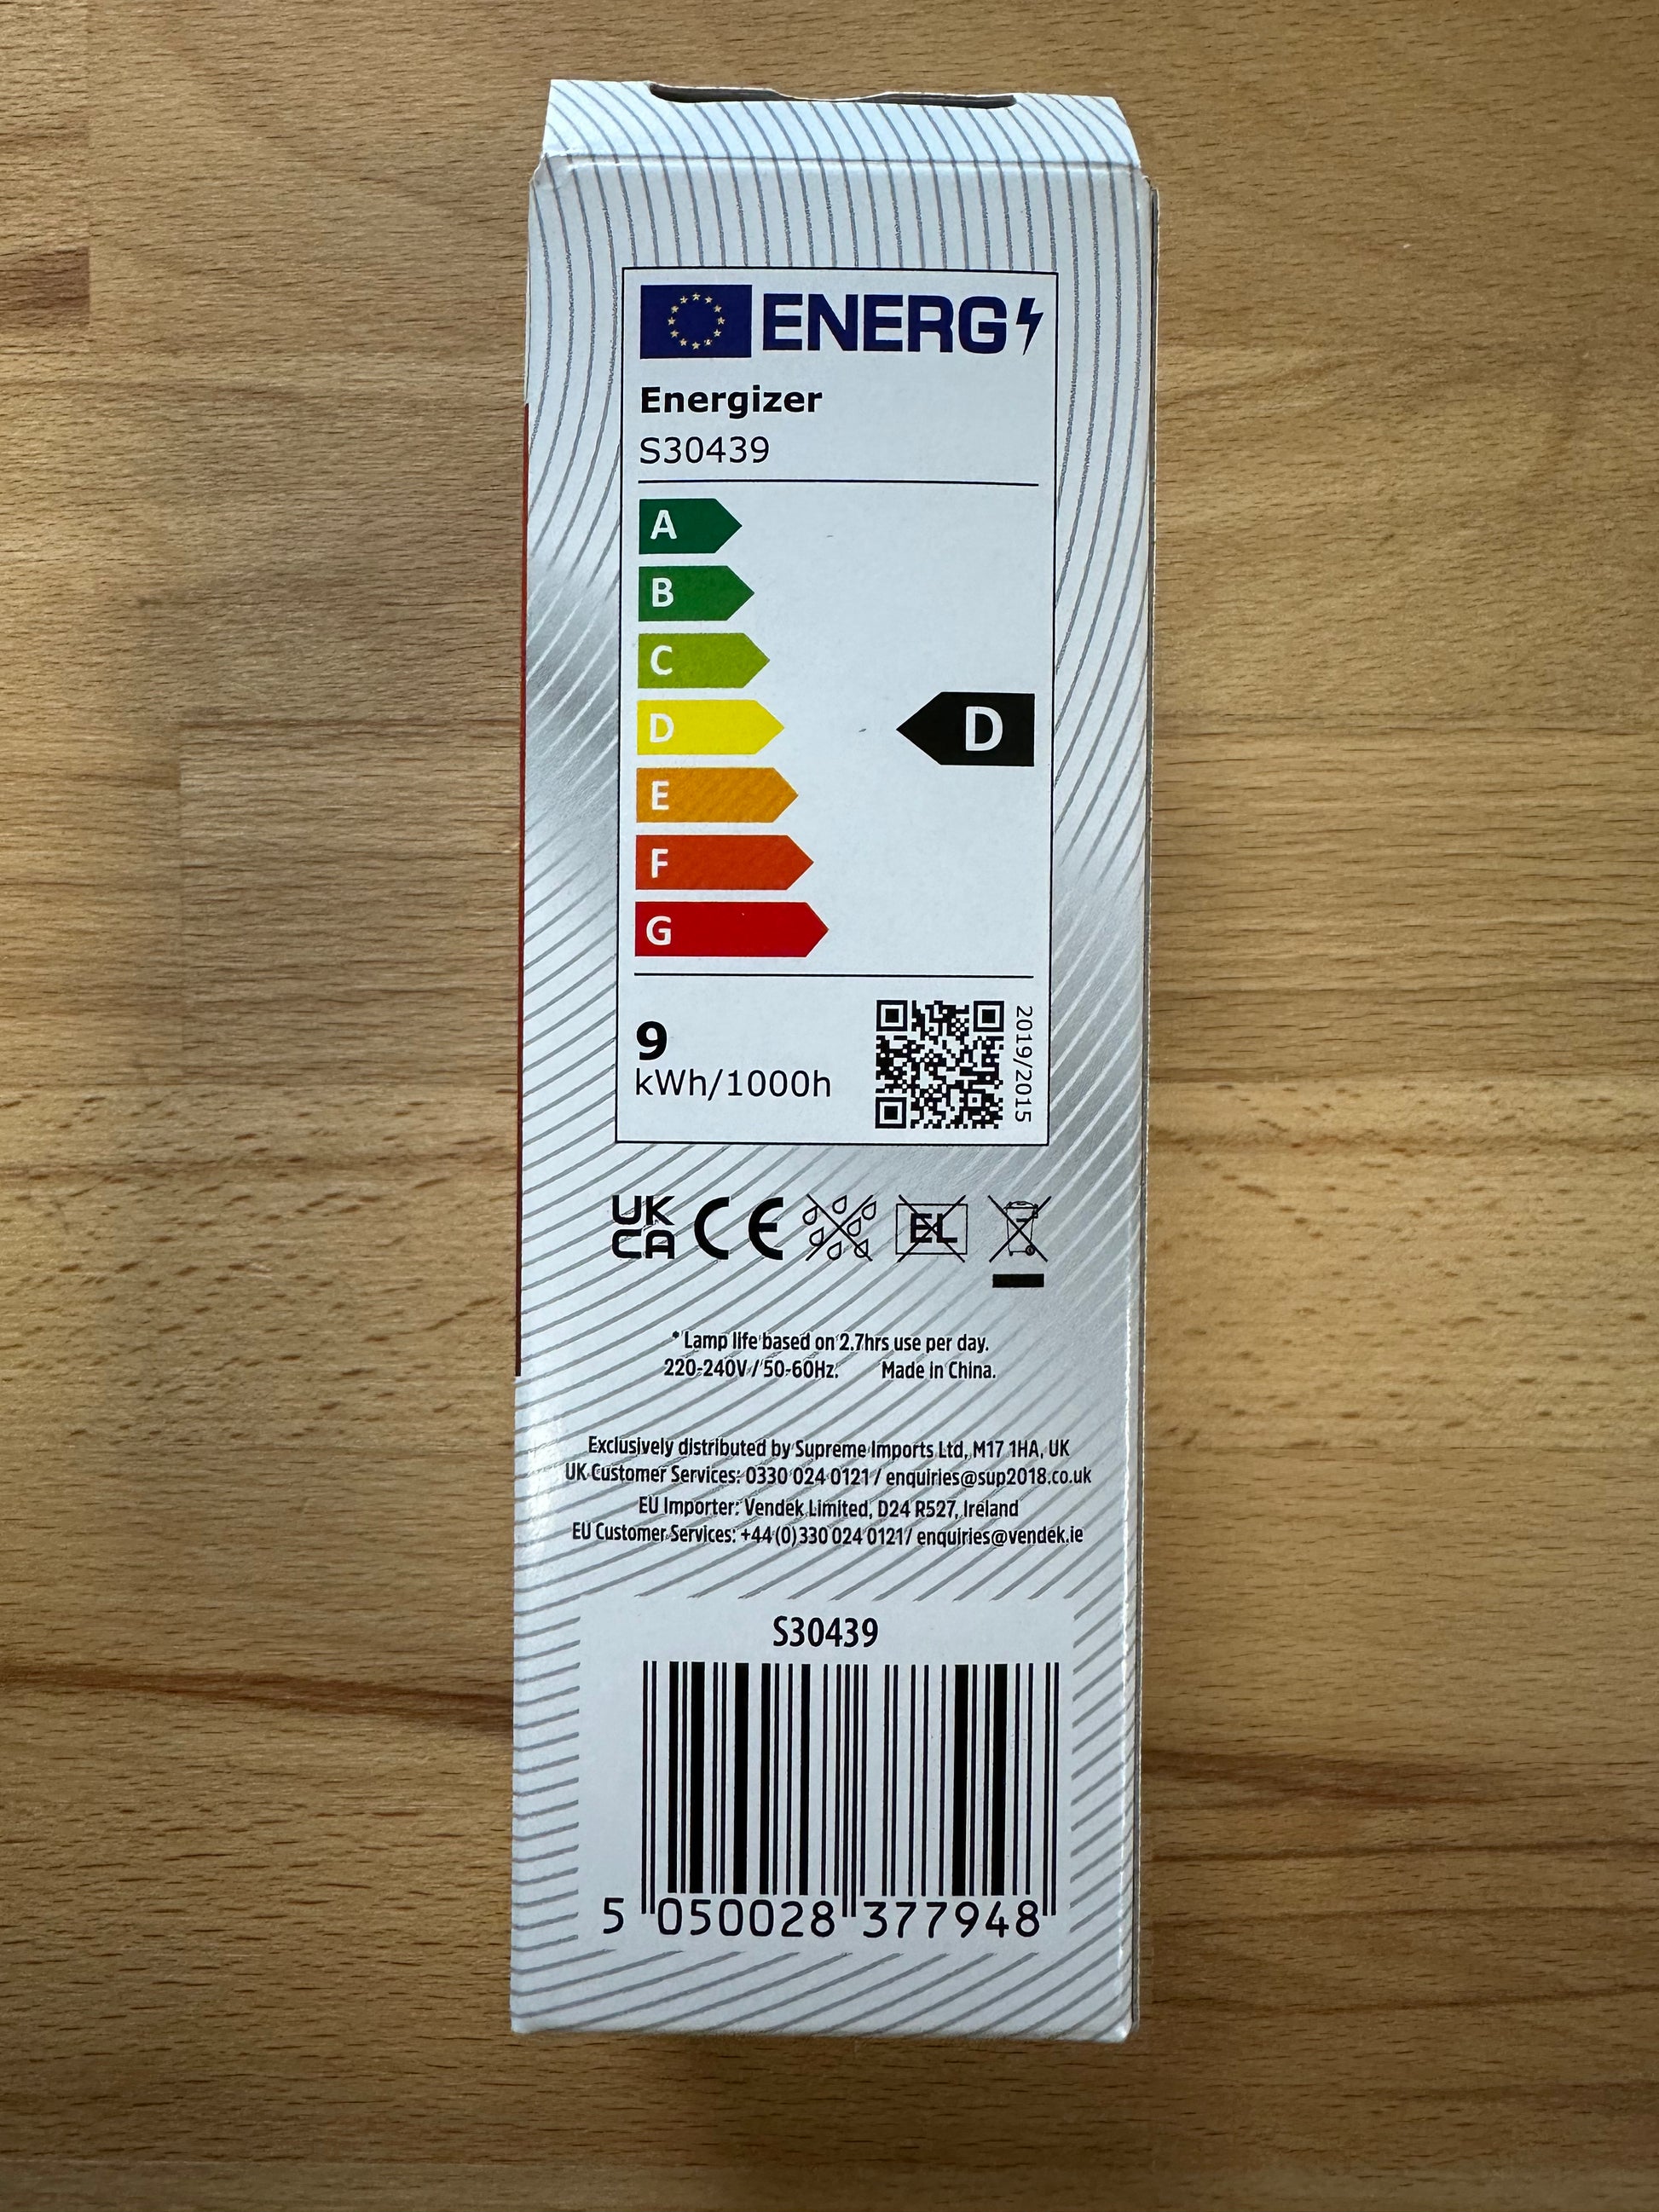 ENERG
Energizer
S30439
A
B
C
D
D
E
F
G
9
kWh/1000h
2019/2015
UK
CA
CE
EL
* Lamp life based on 2.7hrs use per day.
220-240V / 50-60Hz. Made in China.
Exclusively distributed by Supreme Imports Ltd, M17 1HA, UK
UK Customer Services: 0330 024 0121 / enquiries@sup2018.co.uk
EU Importer: Vendek Limited, D24 R527, Ireland
EU Customer Services: +44 (0) 330 024 0121/ enquiries@vendek.ie
S30439
5 050028 377948